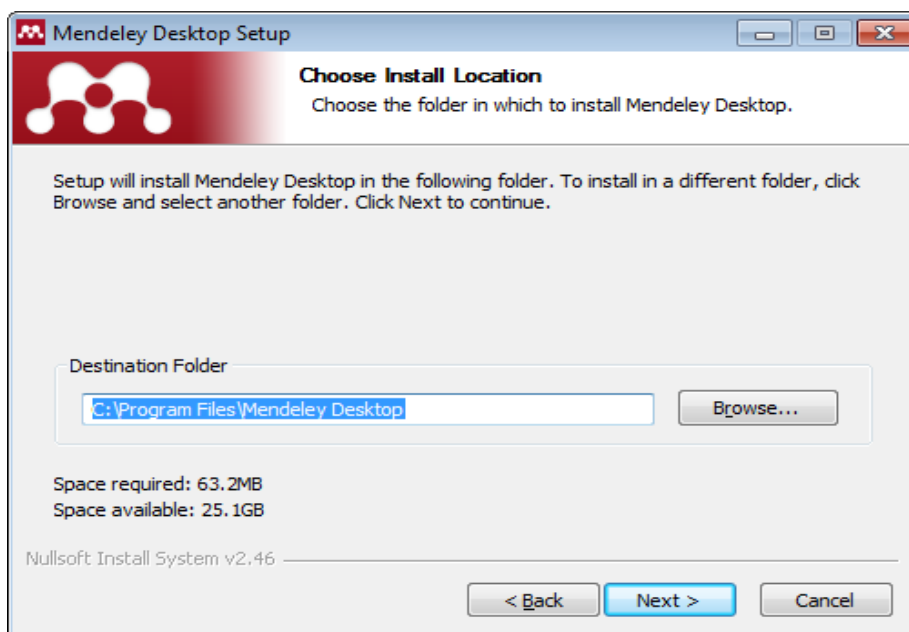 Mendeley Desktop Setup
Choose Install Location
Choose the folder in which to install Mendeley Desktop.
Setup will install Mendeley Desktop in the following folder. To install in a different folder, click
Browse and select another folder. Click Next to continue.
Destination Folder
C:\Program Files\Mendeley Desktop
Browse...
Space required: 63.2MB
Space available: 25.1GB
Nullsoft Install System v2.46
< Back
Next >
Cancel